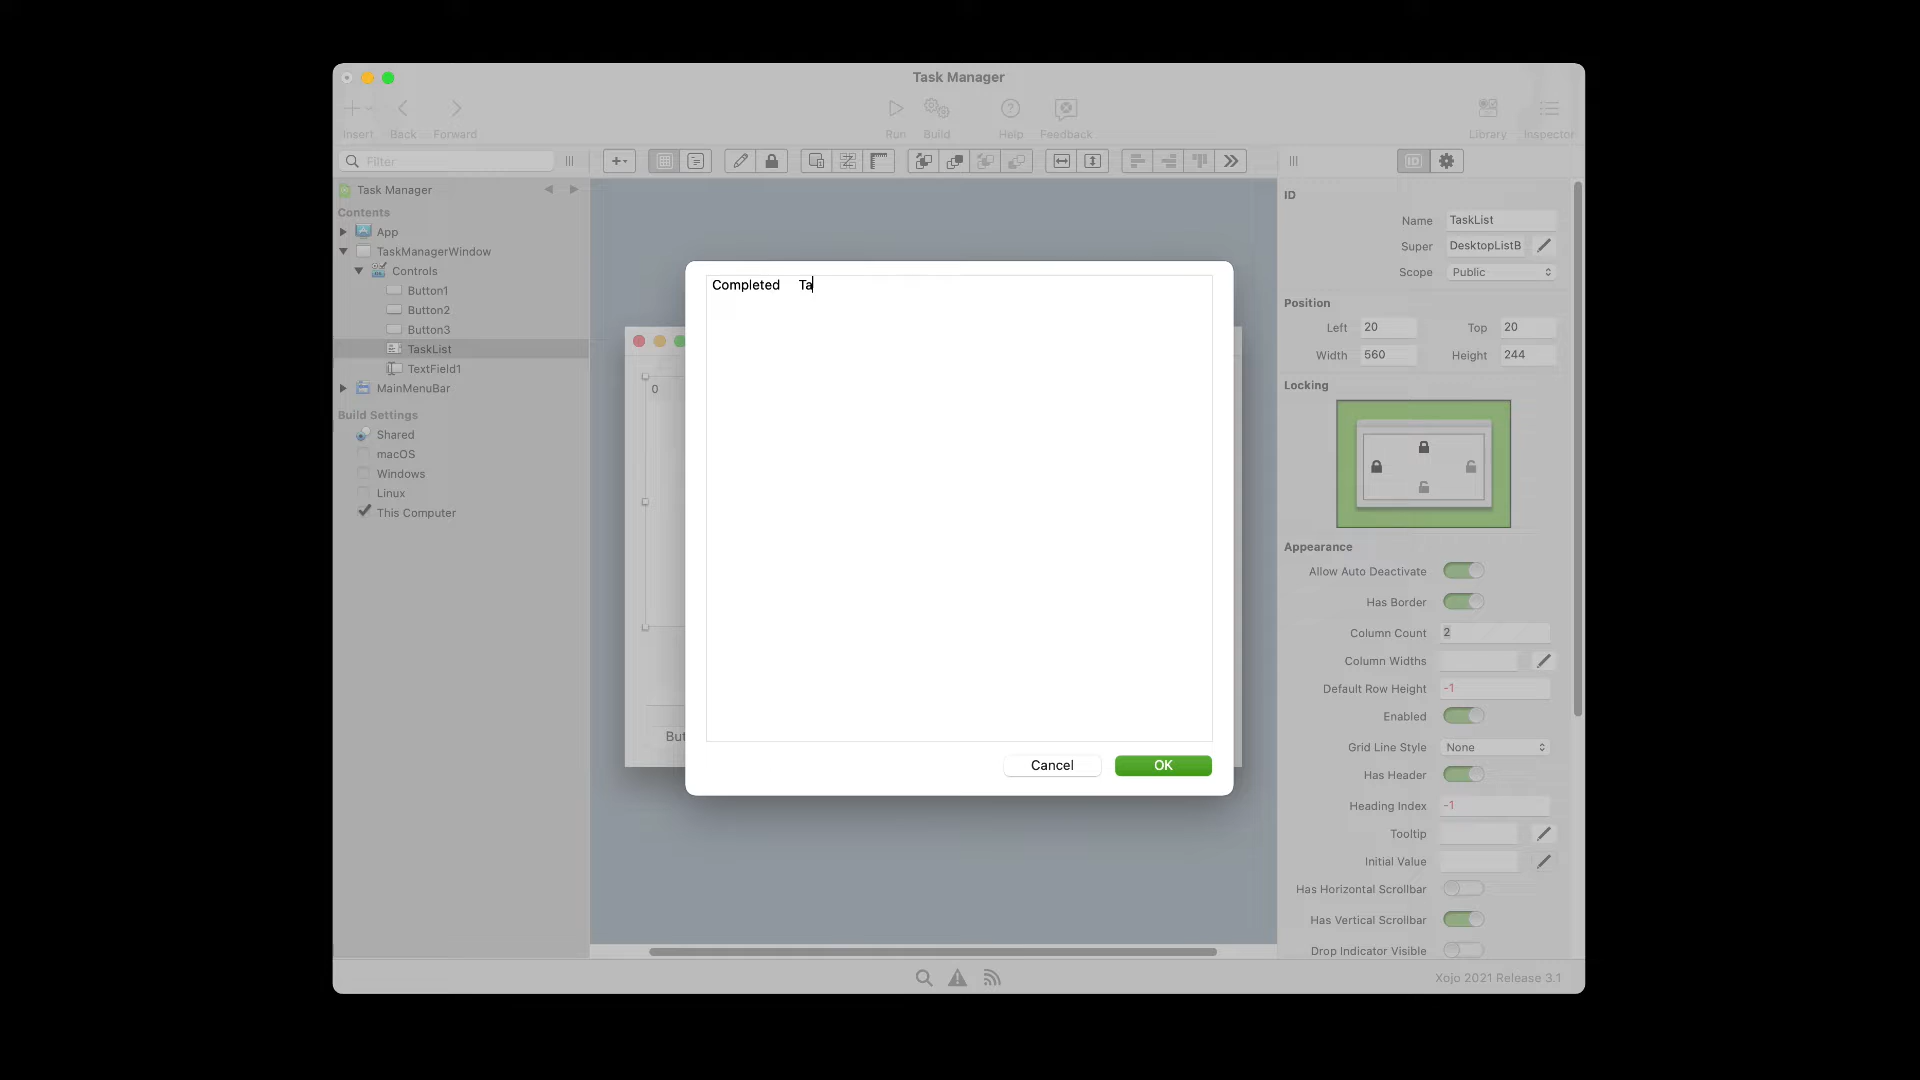 Task Manager
Insert
Back
Forward
Run
Build
Help
Feedback
Library
Inspector
Filter
ID
Task Manager
Contents
App
TaskManagerWindow
Controls
Button1
Button2
Button3
TaskList
TextField1
MainMenuBar
Build Settings
Shared
macOS
Windows
Linux
This Computer
0
Completed Ta
Cancel
OK
ID
Name TaskList
Super DesktopListB
Scope Public
Position
Left 20 Top 20
Width 560 Height 244
Locking
Appearance
Allow Auto Deactivate
Has Border
Column Count 2
Column Widths
Default Row Height -1
Enabled
Grid Line Style None
Has Header
Heading Index -1
Tooltip
Initial Value
Has Horizontal Scrollbar
Has Vertical Scrollbar
Drop Indicator Visible
Xojo 2021 Release 3.1